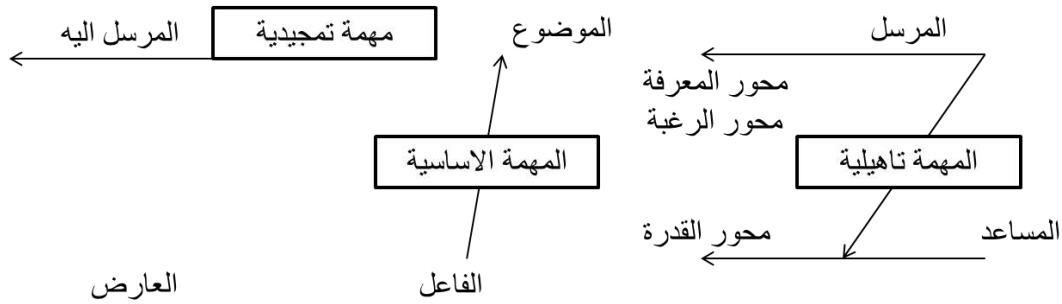 المرسل
الموضوع
مهمة تمجيدية
المرسل اليه
محور المعرفة
محور الرغبة
المهمة تاهيلية
المهمة الاساسية
المساعد
محور القدرة
الفاعل
العارض